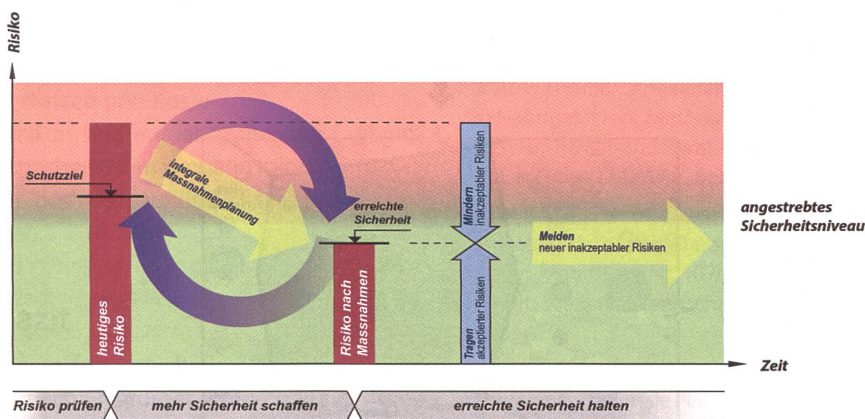 Risiko
Schutzziel
integrale
Massnahmenplanung
erreichte
Sicherheit
heutiges
Risiko
Risiko nach
Massnahmen
Mindern
inakzeptabler Risiken
Tragen
akzeptierter Risiken
Meiden
neuer inakzeptabler Risiken
angestrebtes
Sicherheitsniveau
Zeit
Risiko prüfen
mehr Sicherheit schaffen
erreichte Sicherheit halten